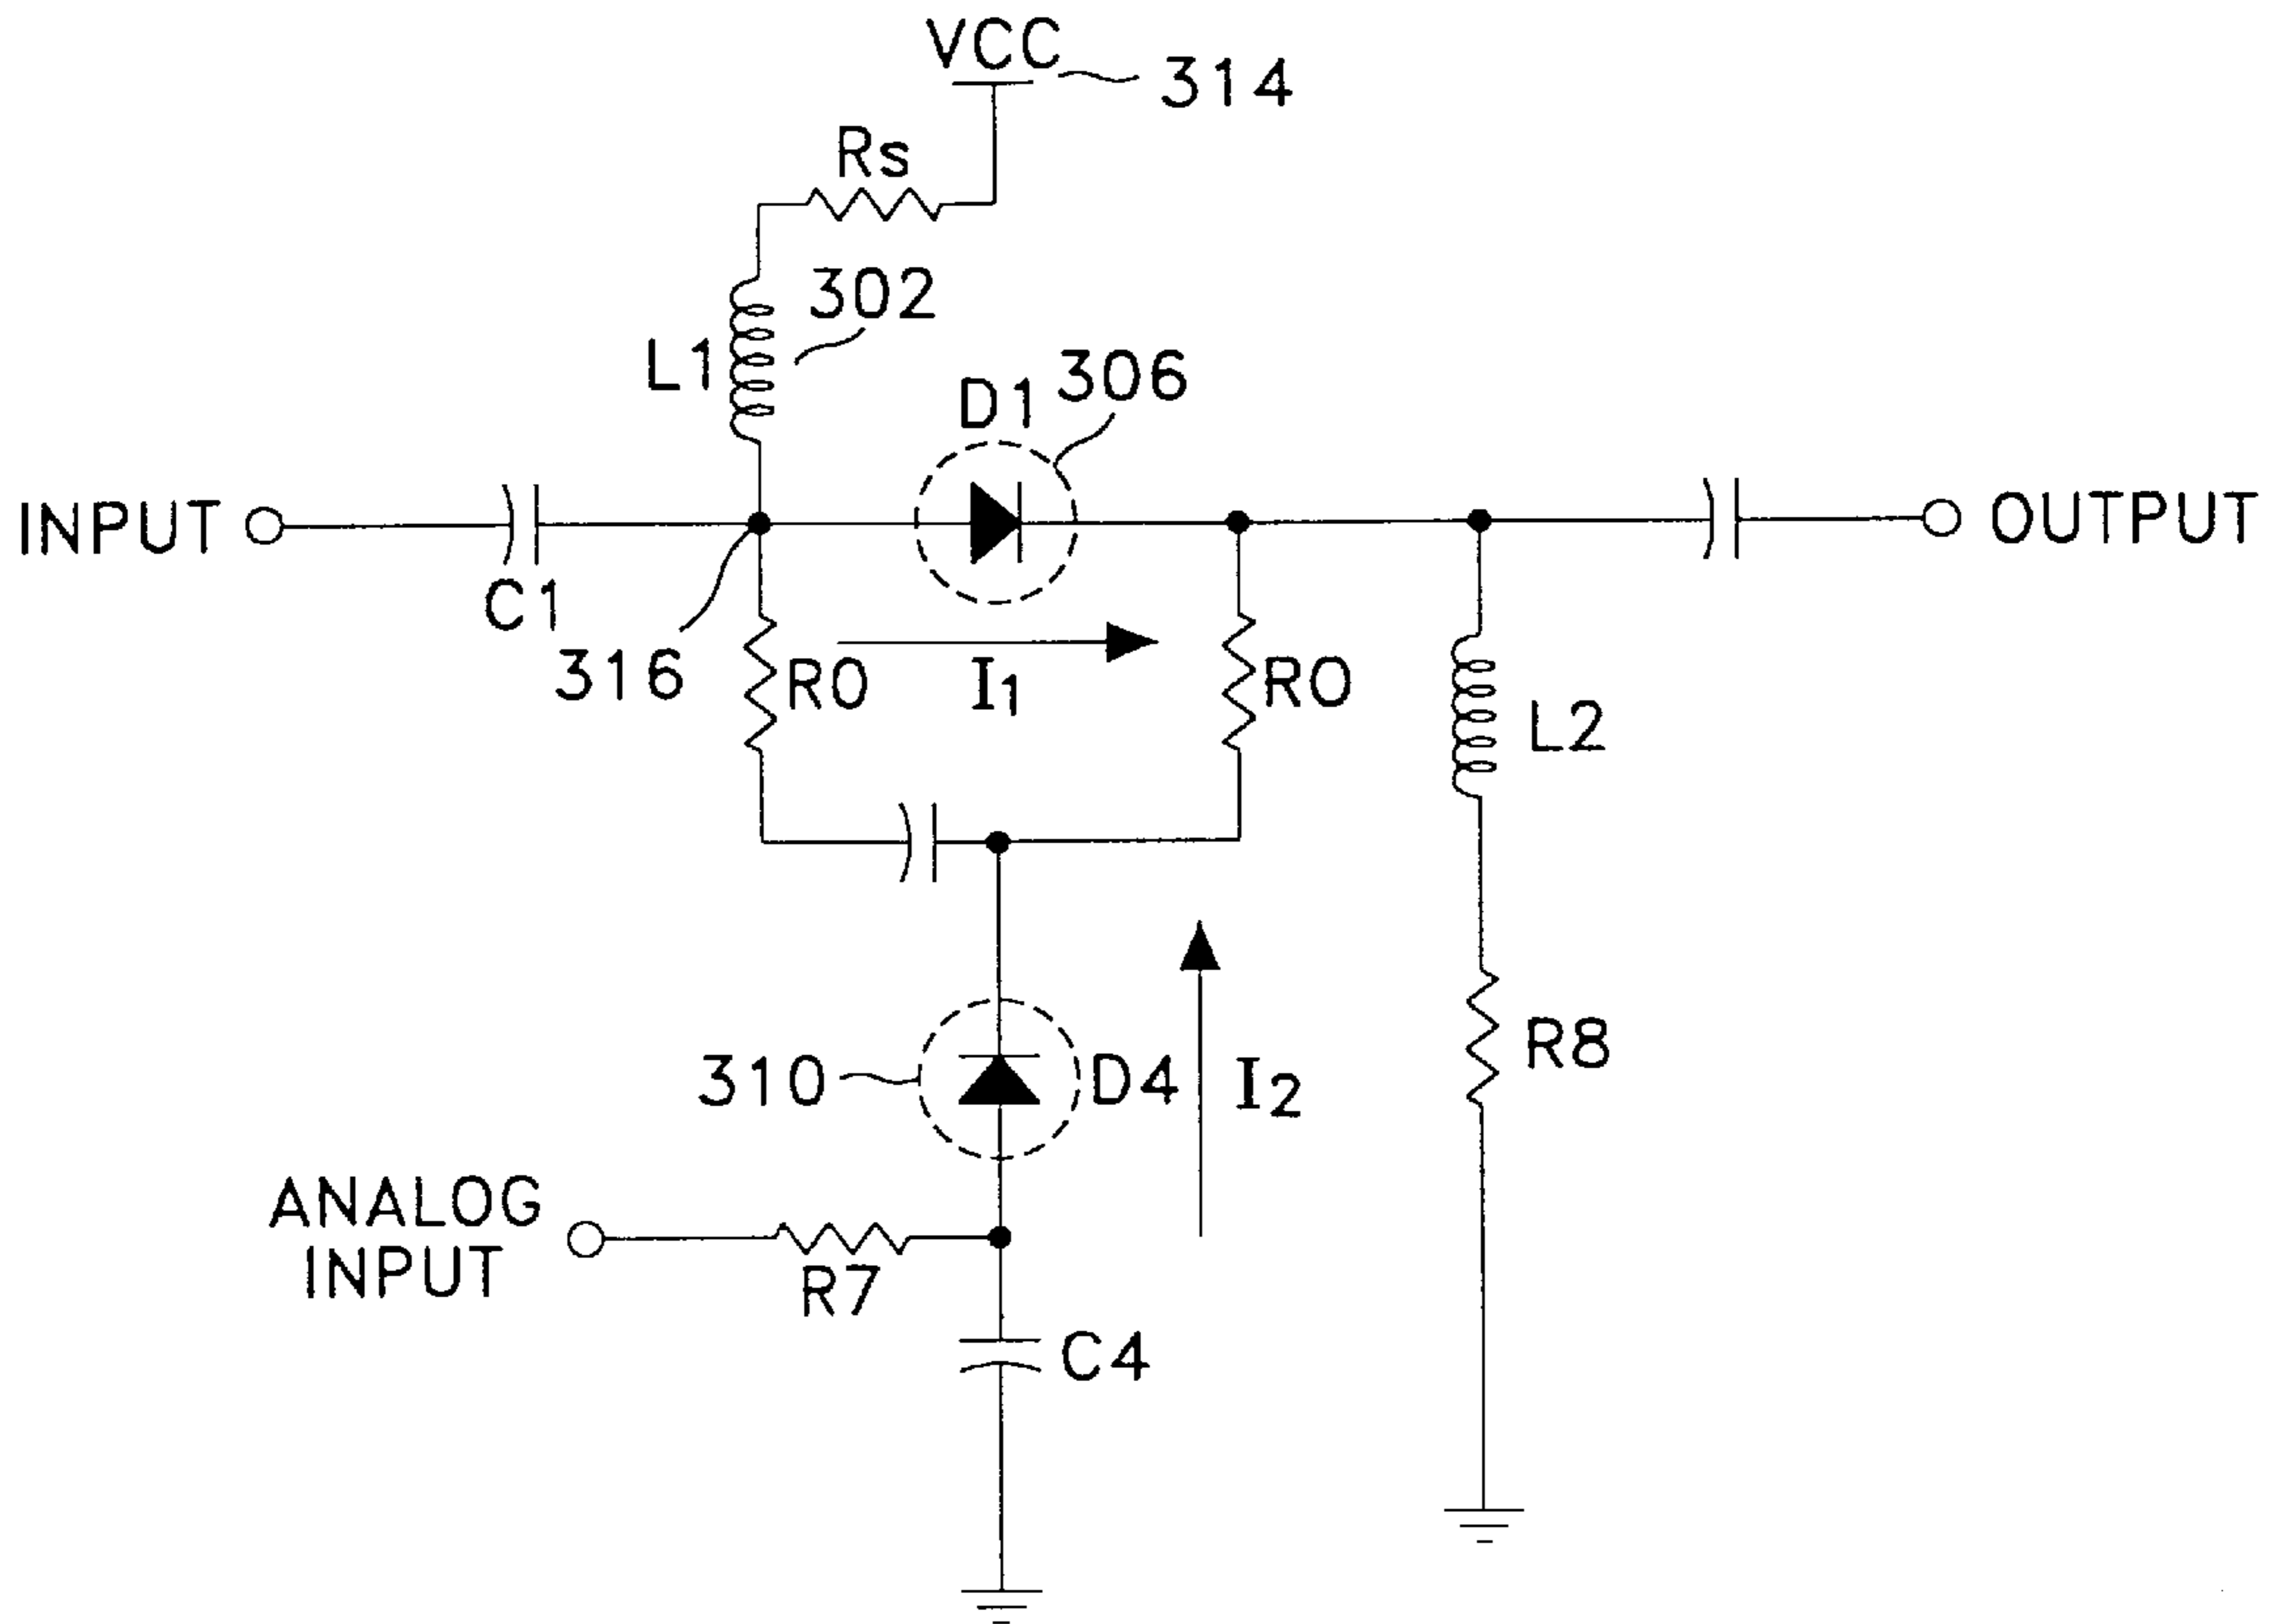 VCC
314
Rs
302
L1
D1
306
INPUT
OUTPUT
C1
316
R0
I1
R0
L2
310
D4
I2
R8
ANALOG
INPUT
R7
C4